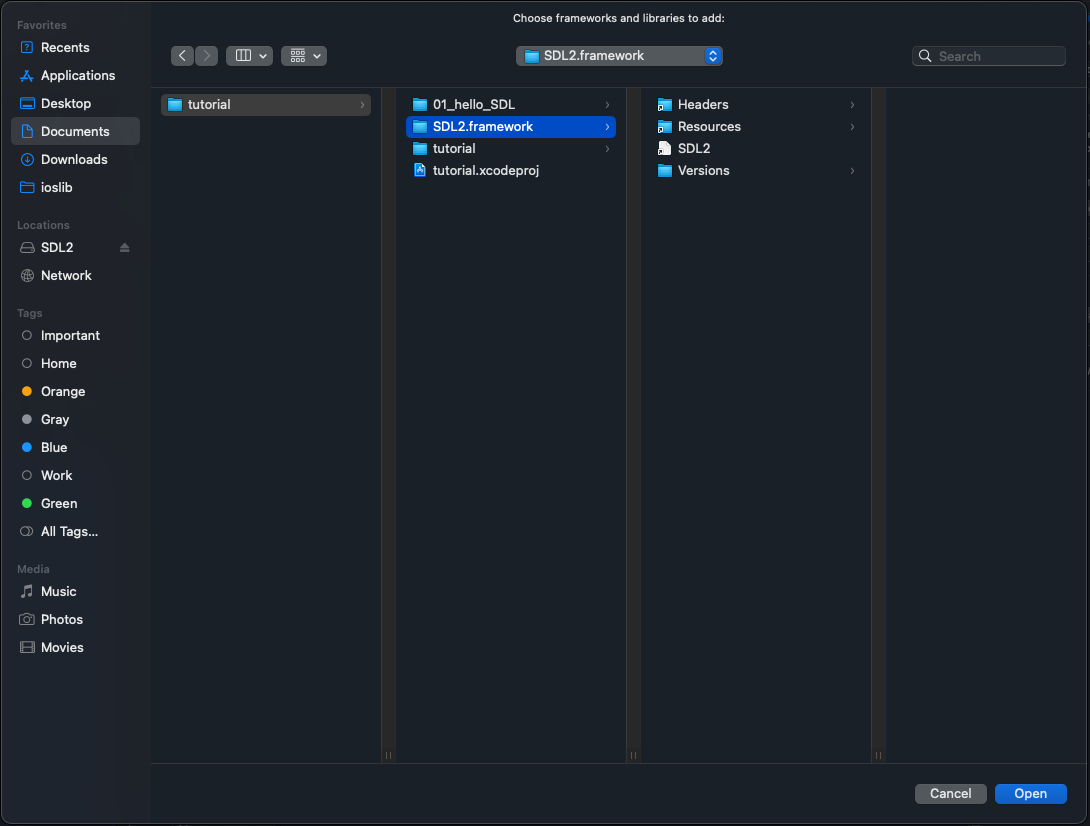 Choose frameworks and libraries to add:
SDL2.framework
Search
Favorites
Recents
Applications
Desktop
Documents
Downloads
ioslib
Locations
SDL2
Network
Tags
Important
Home
Orange
Gray
Blue
Work
Green
All Tags...
Media
Music
Photos
Movies
tutorial
01_hello_SDL
SDL2.framework
tutorial
tutorial.xcodeproj
Headers
Resources
SDL2
Versions
Cancel
Open